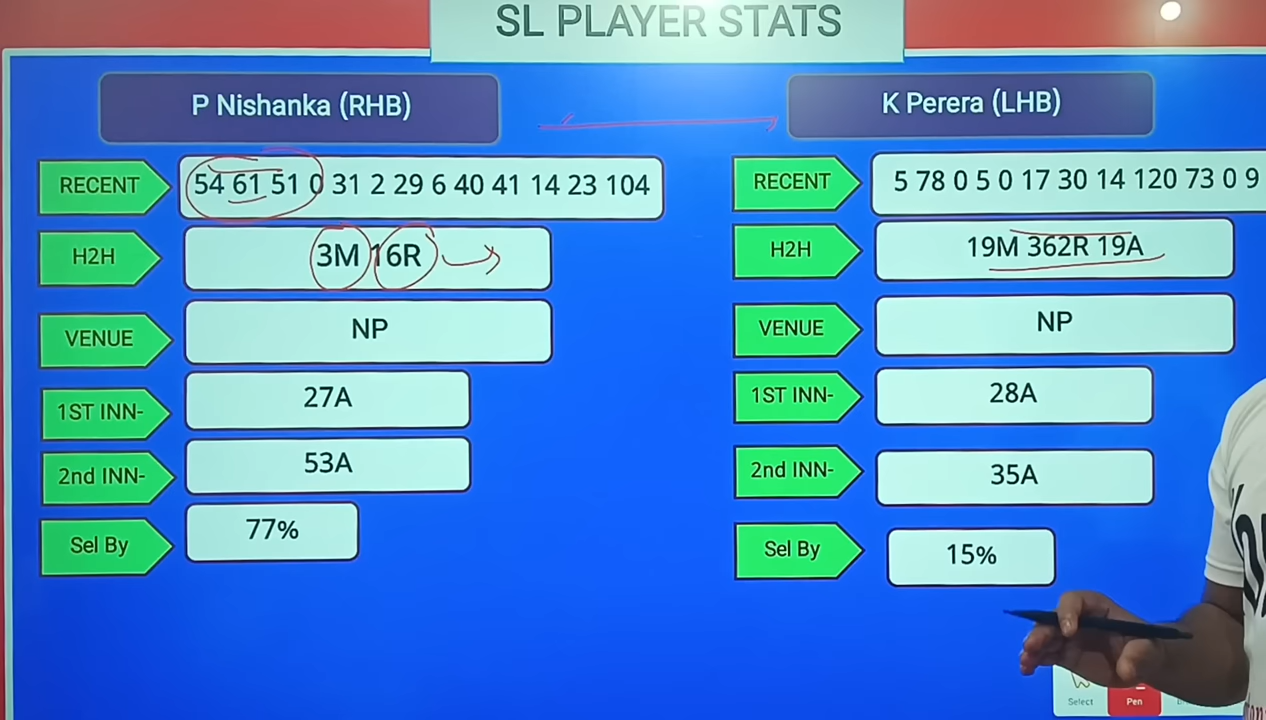 SL PLAYER STATS
P Nishanka (RHB)
RECENT 54 61 51 0 31 2 29 6 40 41 14 23 104
H2H 3M 16R
VENUE NP
1ST INN- 27A
2nd INN- 53A
Sel By 77%
K Perera (LHB)
RECENT 5 78 0 5 0 17 30 14 120 73 0 9
H2H 19M 362R 19A
VENUE NP
1ST INN- 28A
2nd INN- 35A
Sel By 15%
Select
Pen